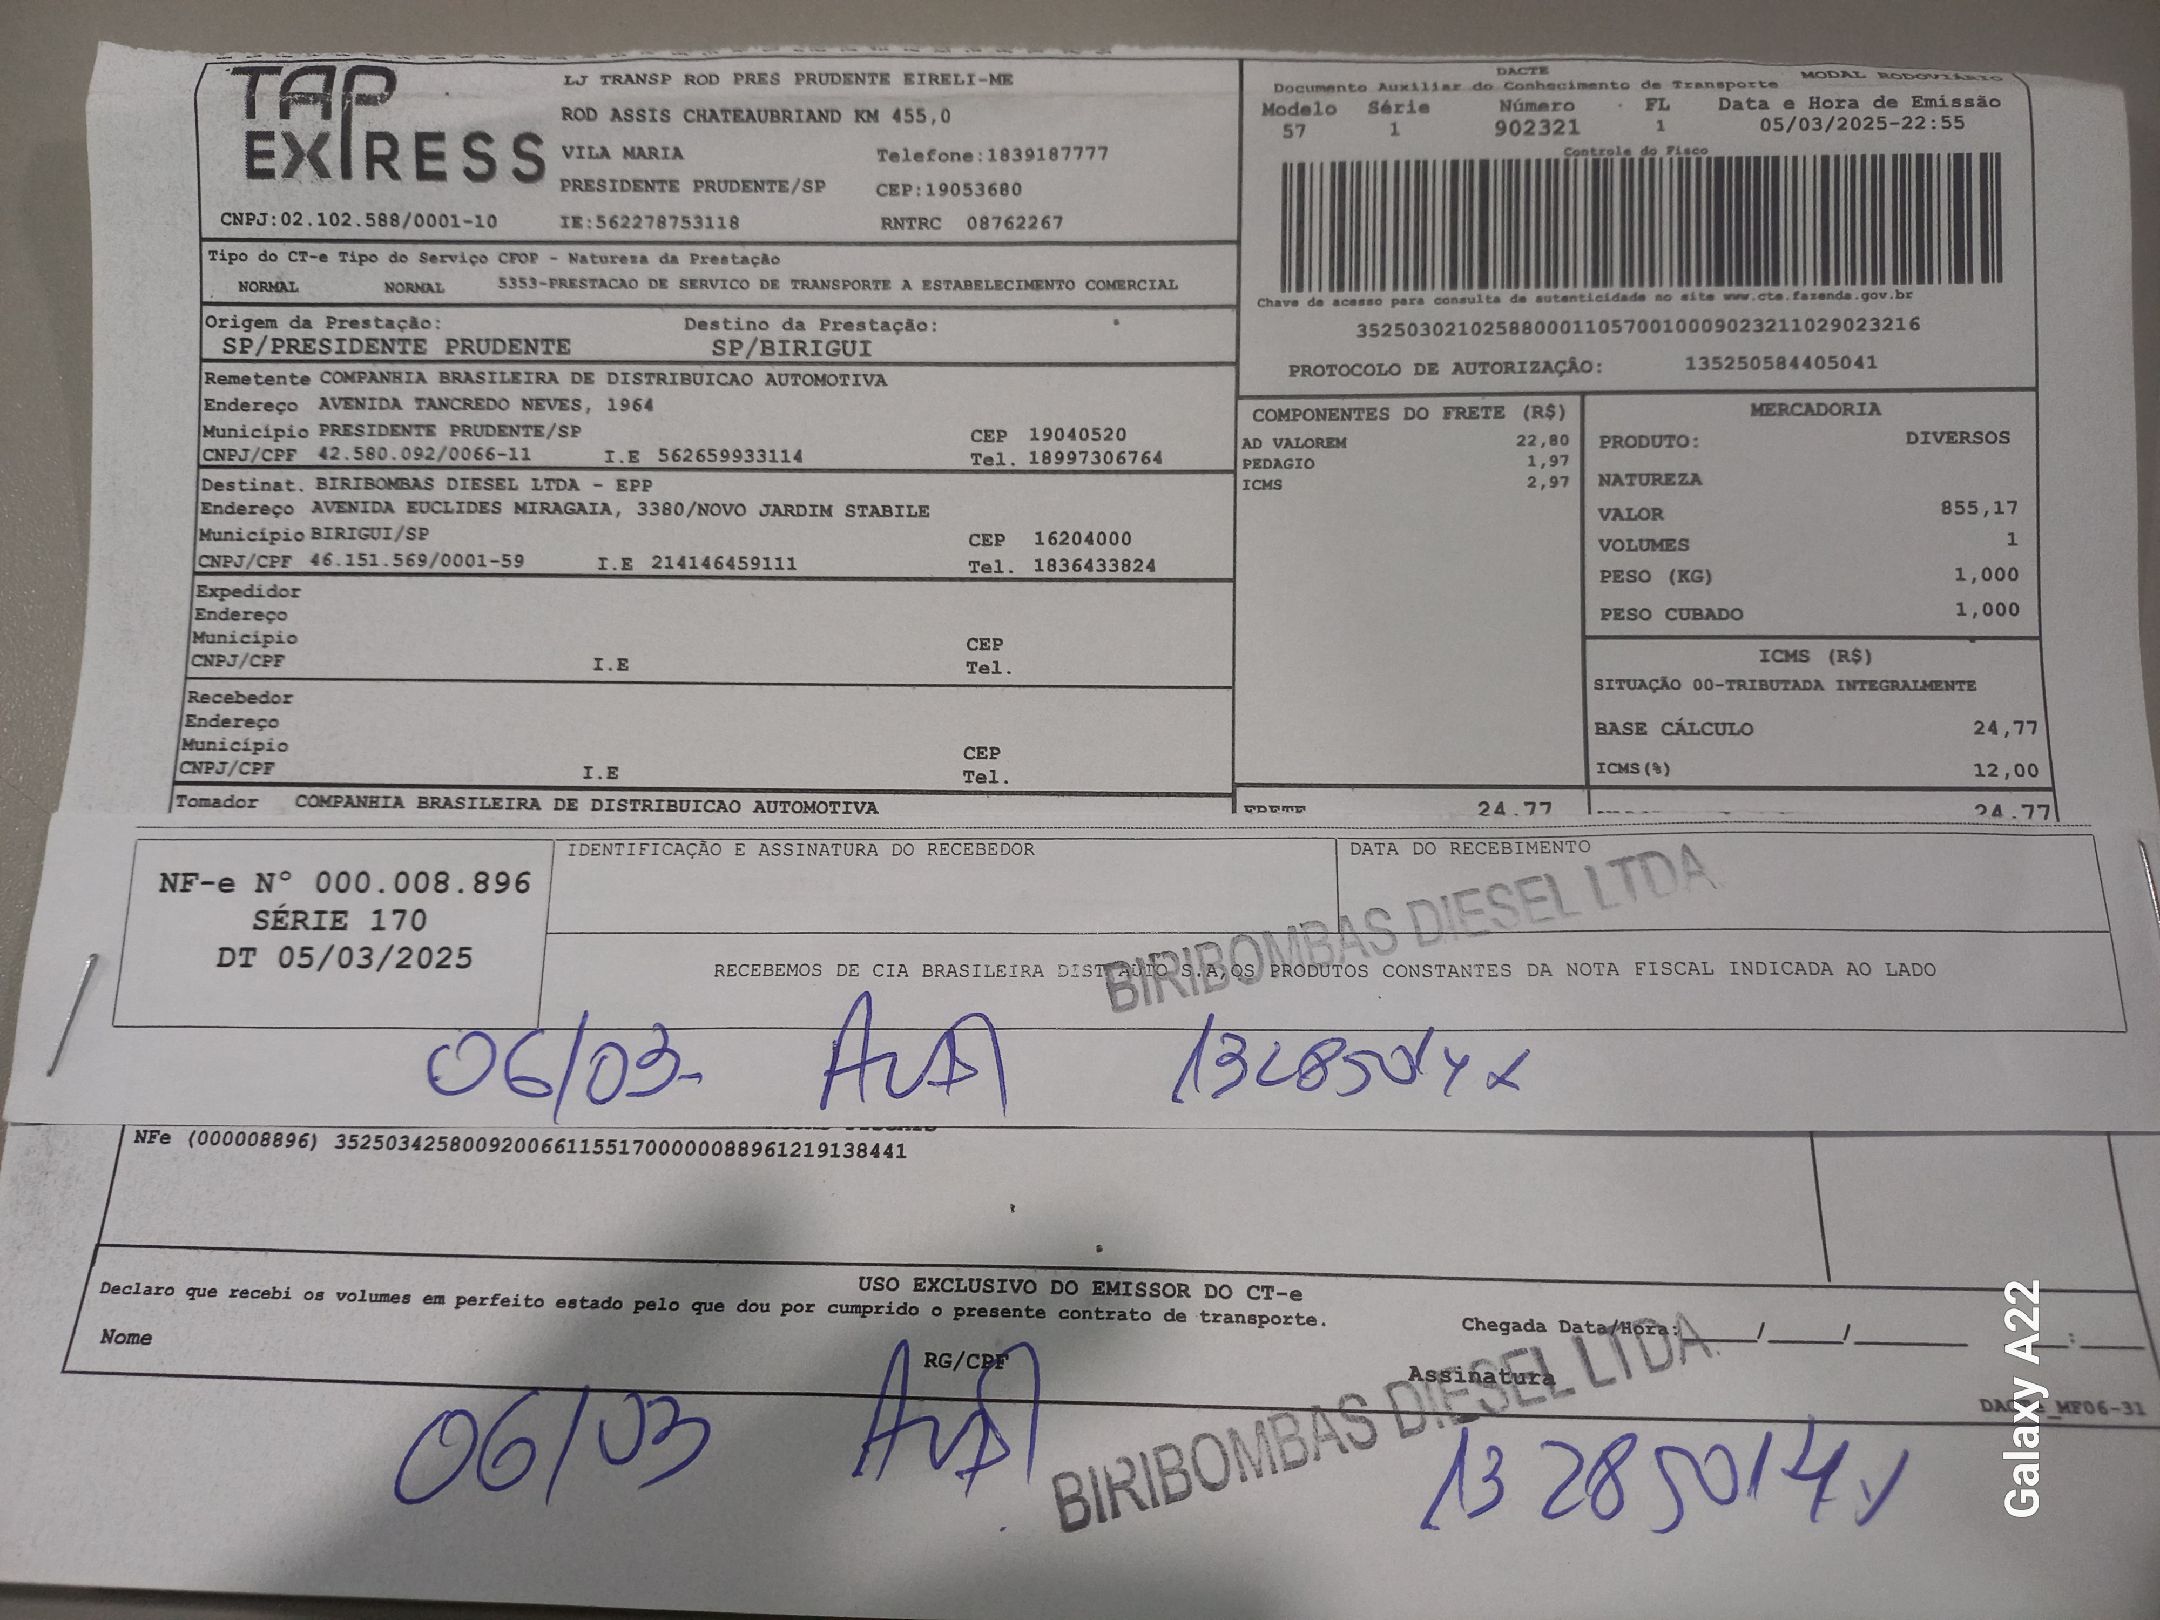 TAP EXPRESS
LJ TRANSP ROD PRES PRUDENTE EIRELI-ME
ROD ASSIS CHATEAUBRIAND KM 455,0
VILA MARIA Telefone:1839187777
PRESIDENTE PRUDENTE/SP CEP:19053680
CNPJ:02.102.588/0001-10 IE:562278753118 RNTRC 08762267
DACTE MODAL RODOVIÁRIO
Documento Auxiliar do Conhecimento de Transporte
Modelo Série Número FL Data e Hora de Emissão
57 1 902321 1 05/03/2025-22:55
Controle do Fisco
Chave de acesso para consulta de autenticidade no site www.cte.fazenda.gov.br
35250302102588000110570010009023211029023216
PROTOCOLO DE AUTORIZAÇÃO: 135250584405041
Tipo do CT-e Tipo do Serviço CFOP - Natureza da Prestação
NORMAL NORMAL 5353-PRESTACAO DE SERVICO DE TRANSPORTE A ESTABELECIMENTO COMERCIAL
Origem da Prestação: Destino da Prestação:
SP/PRESIDENTE PRUDENTE SP/BIRIGUI
Remetente COMPANHIA BRASILEIRA DE DISTRIBUICAO AUTOMOTIVA
Endereço AVENIDA TANCREDO NEVES, 1964
Município PRESIDENTE PRUDENTE/SP CEP 19040520
CNPJ/CPF 42.580.092/0066-11 I.E 562659933114 Tel. 18997306764
Destinat. BIRIBOMBAS DIESEL LTDA - EPP
Endereço AVENIDA EUCLIDES MIRAGAIA, 3380/NOVO JARDIM STABILE
Município BIRIGUI/SP CEP 16204000
CNPJ/CPF 46.151.569/0001-59 I.E 214146459111 Tel. 1836433824
Expedidor
Endereço
Município CEP
CNPJ/CPF I.E Tel.
Recebedor
Endereço
Município CEP
CNPJ/CPF I.E Tel.
Tomador COMPANHIA BRASILEIRA DE DISTRIBUICAO AUTOMOTIVA
COMPONENTES DO FRETE (R$)
AD VALOREM 22,80
PEDAGIO 1,97
ICMS 2,97
FRETE 24,77
MERCADORIA
PRODUTO: DIVERSOS
NATUREZA
VALOR 855,17
VOLUMES 1
PESO (KG) 1,000
PESO CUBADO 1,000
ICMS (R$)
SITUAÇÃO 00-TRIBUTADA INTEGRALMENTE
BASE CÁLCULO 24,77
ICMS(%) 12,00
24,77
NF-e Nº 000.008.896
SÉRIE 170
DT 05/03/2025
IDENTIFICAÇÃO E ASSINATURA DO RECEBEDOR
DATA DO RECEBIMENTO
BIRIBOMBAS DIESEL LTDA
RECEBEMOS DE CIA BRASILEIRA DIST AUTO S.A, OS PRODUTOS CONSTANTES DA NOTA FISCAL INDICADA AO LADO
06/03
NFe (000008896) 35250342580092006611551700000088961219138441
USO EXCLUSIVO DO EMISSOR DO CT-e
Declaro que recebi os volumes em perfeito estado pelo que dou por cumprido o presente contrato de transporte.
Nome RG/CPF
Chegada Data/Hora: / / :
Assinatura
BIRIBOMBAS DIESEL LTDA
06/03
Galaxy A22